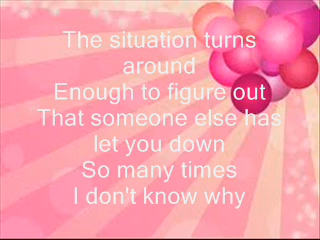 The situation turns
around
Enough to figure out
That someone else has
let you down
So many times
I don't know why